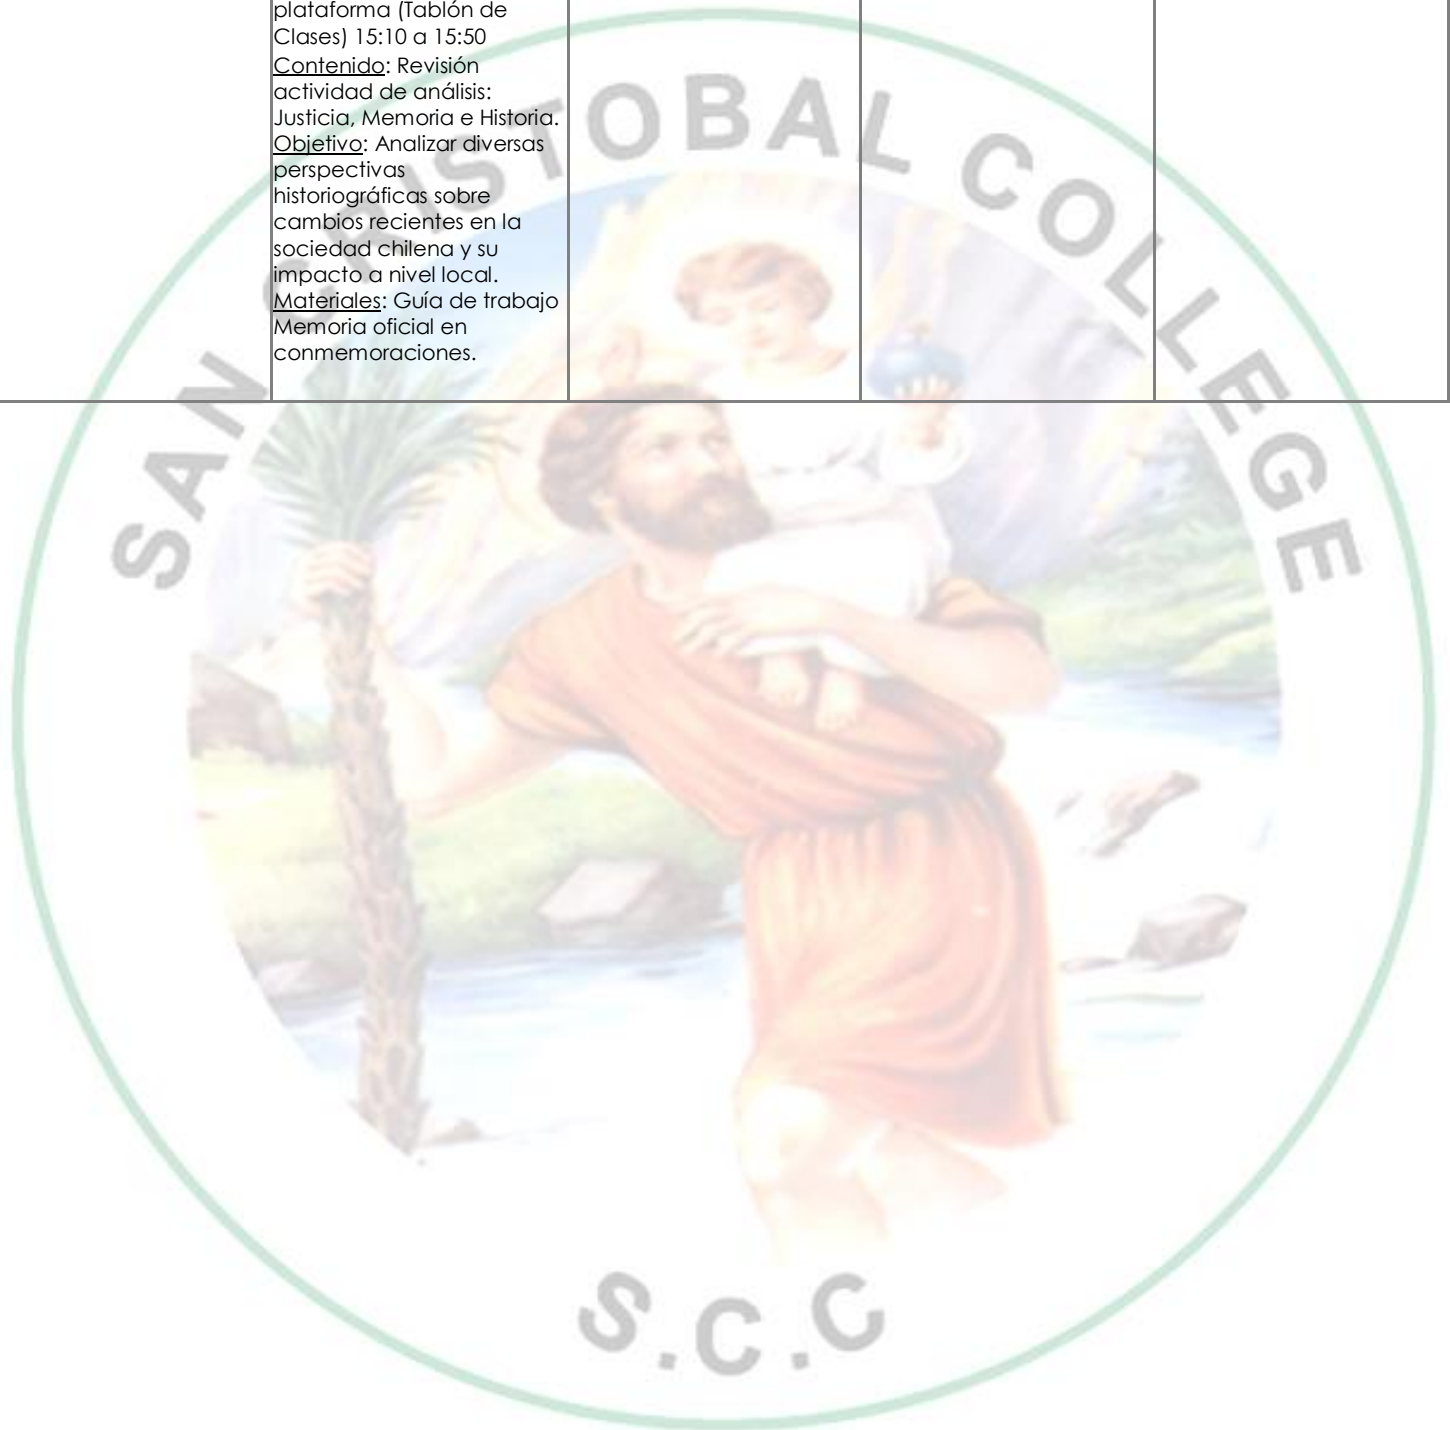 plataforma (Tablón de
Clases) 15:10 a 15:50
Contenido: Revisión
actividad de análisis:
Justicia, Memoria e Historia.
Objetivo: Analizar diversas
perspectivas
historiográficas sobre
cambios recientes en la
sociedad chilena y su
impacto a nivel local.
Materiales: Guía de trabajo
Memoria oficial en
conmemoraciones.
SAN CRISTOBAL COLLEGE
S.C.C